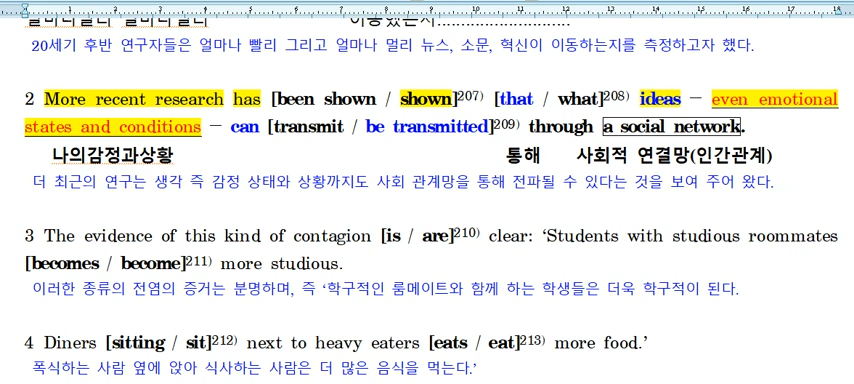 이동했는지
20세기 후반 연구자들은 얼마나 빨리 그리고 얼마나 멀리 뉴스, 소문, 혁신이 이동하는지를 측정하고자 했다.
2 More recent research has [been shown / shown]207) [that / what]208) ideas – even emotional
states and conditions – can [transmit / be transmitted]209) through a social network.
나의감정과상황 통해 사회적 연결망(인간관계)
더 최근의 연구는 생각 즉 감정 상태와 상황까지도 사회 관계망을 통해 전파될 수 있다는 것을 보여 주어 왔다.
3 The evidence of this kind of contagion [is / are]210) clear: ‘Students with studious roommates
[becomes / become]211) more studious.
이러한 종류의 전염의 증거는 분명하며, 즉 ‘학구적인 룸메이트와 함께 하는 학생들은 더욱 학구적이 된다.
4 Diners [sitting / sit]212) next to heavy eaters [eats / eat]213) more food.’
폭식하는 사람 옆에 앉아 식사하는 사람은 더 많은 음식을 먹는다.’